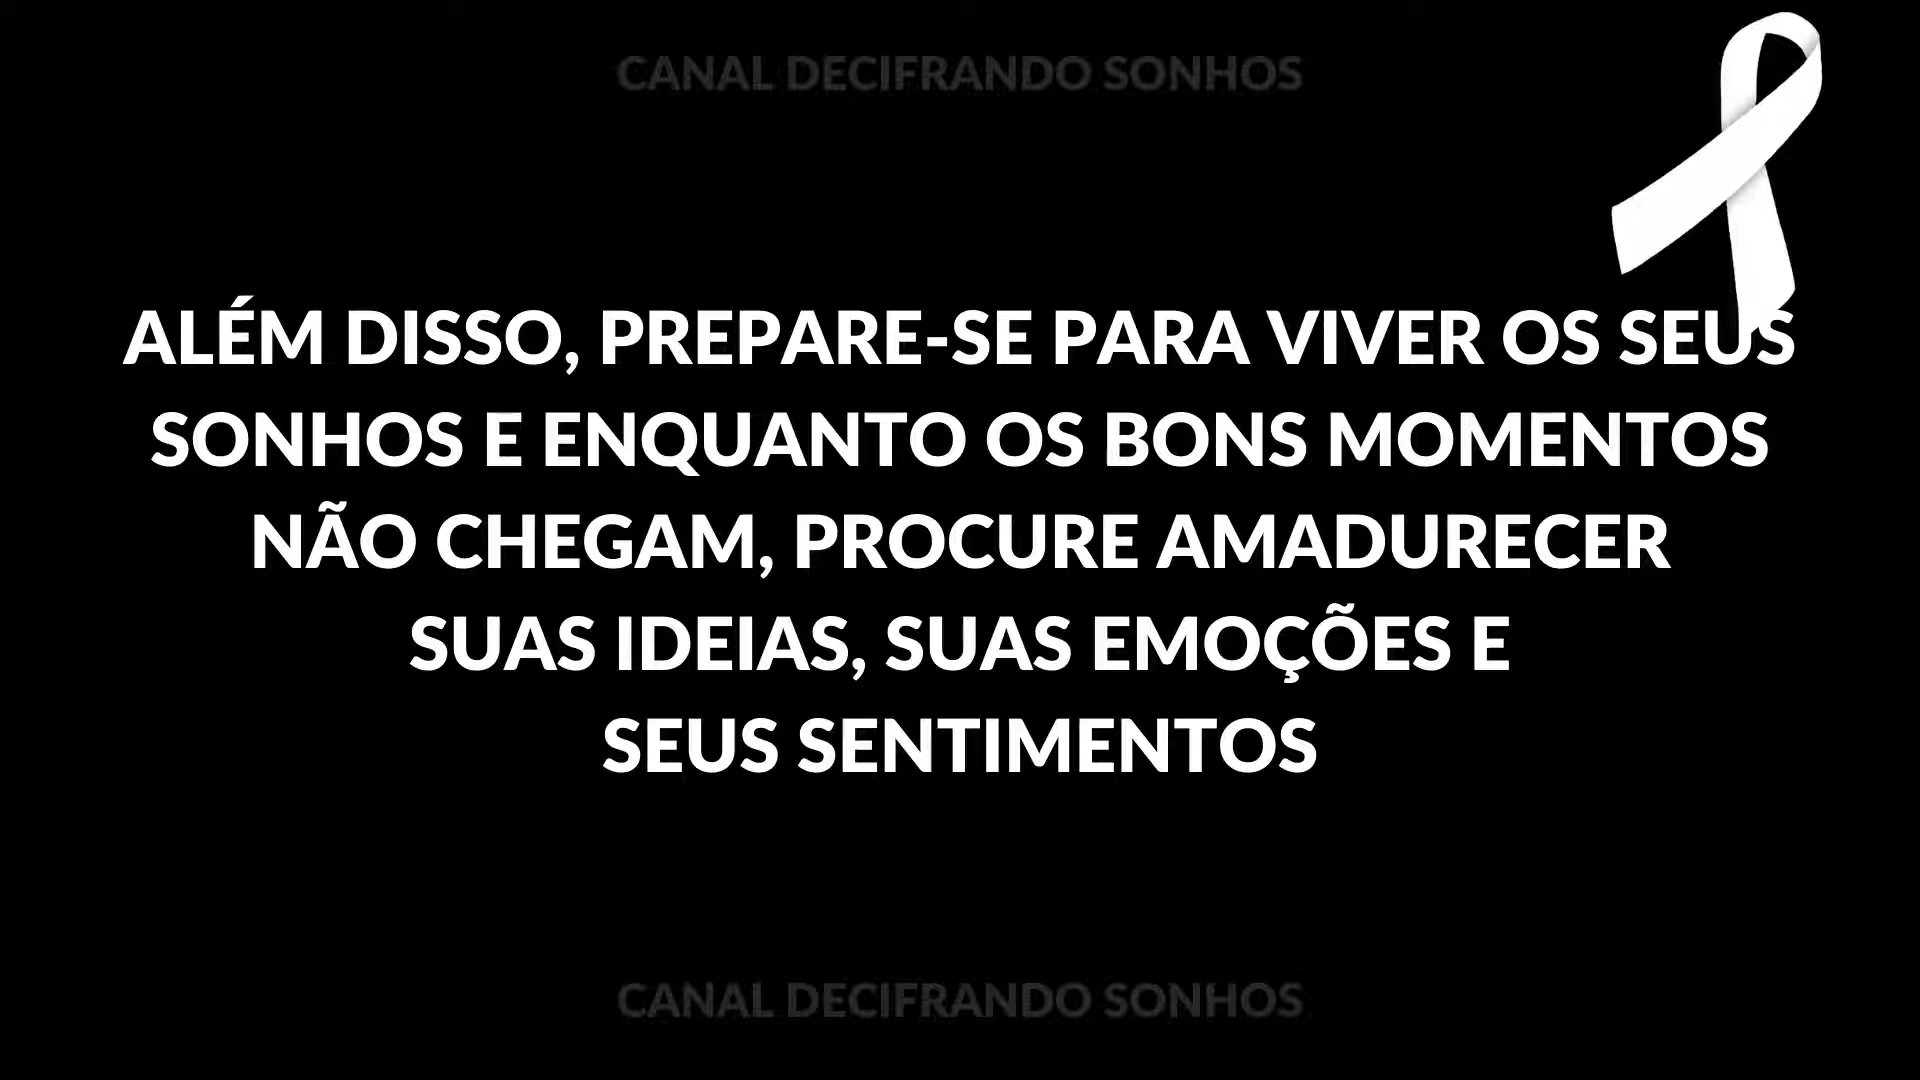 CANAL DECIFRANDO SONHOS
ALÉM DISSO, PREPARE-SE PARA VIVER OS SEUS
SONHOS E ENQUANTO OS BONS MOMENTOS
NÃO CHEGAM, PROCURE AMADURECER
SUAS IDEIAS, SUAS EMOÇÕES E
SEUS SENTIMENTOS
CANAL DECIFRANDO SONHOS